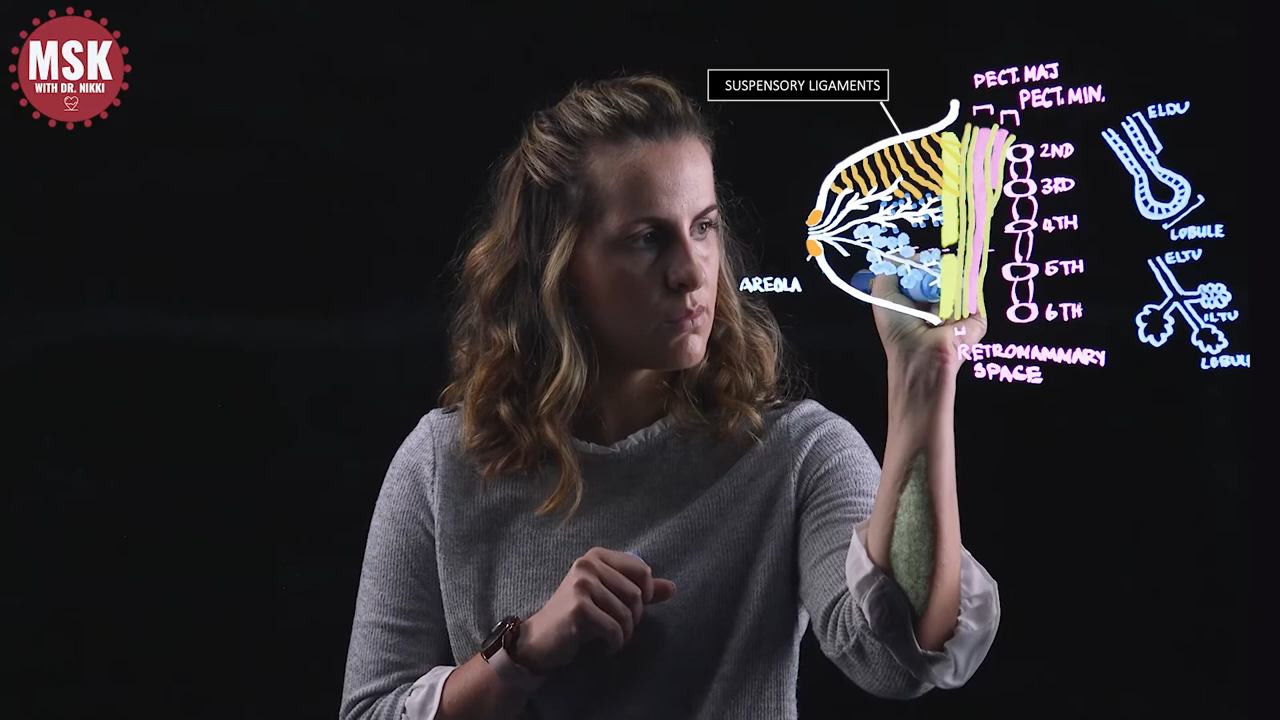 MSK
WITH DR. NIKKI
SUSPENSORY LIGAMENTS
PECT. MAJ
PECT. MIN.
2ND
3RD
4TH
5TH
6TH
AREOLA
RETROMAMMARY
SPACE
ELDU
LOBULE
ELTU
ILTU
LOBUL